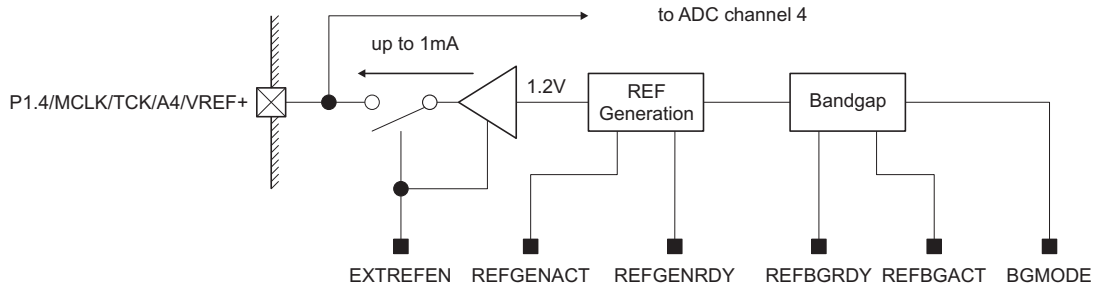 to ADC channel 4
up to 1mA
P1.4/MCLK/TCK/A4/VREF+
1.2V
REF
Generation
Bandgap
EXTREFEN
REFGENACT
REFGENRDY
REFBGRDY
REFBGACT
BGMODE